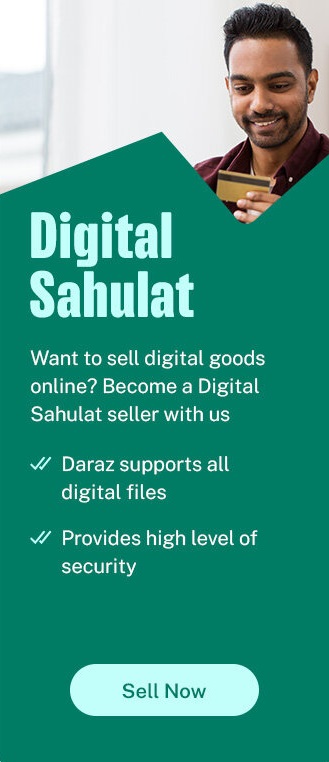 Digital
Sahulat
Want to sell digital goods
online? Become a Digital
Sahulat seller with us
Daraz supports all
digital files
Provides high level of
security
Sell Now